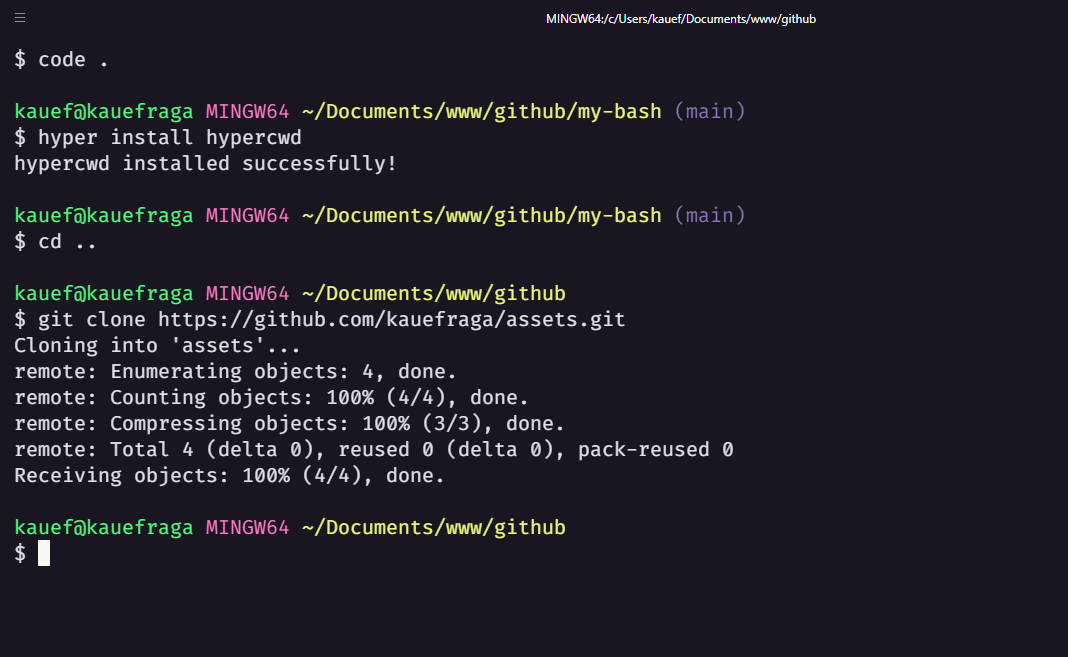 MINGW64:/c/Users/kauef/Documents/www/github
$ code .
kauef@kauefraga MINGW64 ~/Documents/www/github/my-bash (main)
$ hyper install hypercwd
hypercwd installed successfully!
kauef@kauefraga MINGW64 ~/Documents/www/github/my-bash (main)
$ cd ..
kauef@kauefraga MINGW64 ~/Documents/www/github
$ git clone https://github.com/kauefraga/assets.git
Cloning into 'assets'...
remote: Enumerating objects: 4, done.
remote: Counting objects: 100% (4/4), done.
remote: Compressing objects: 100% (3/3), done.
remote: Total 4 (delta 0), reused 0 (delta 0), pack-reused 0
Receiving objects: 100% (4/4), done.
kauef@kauefraga MINGW64 ~/Documents/www/github
$